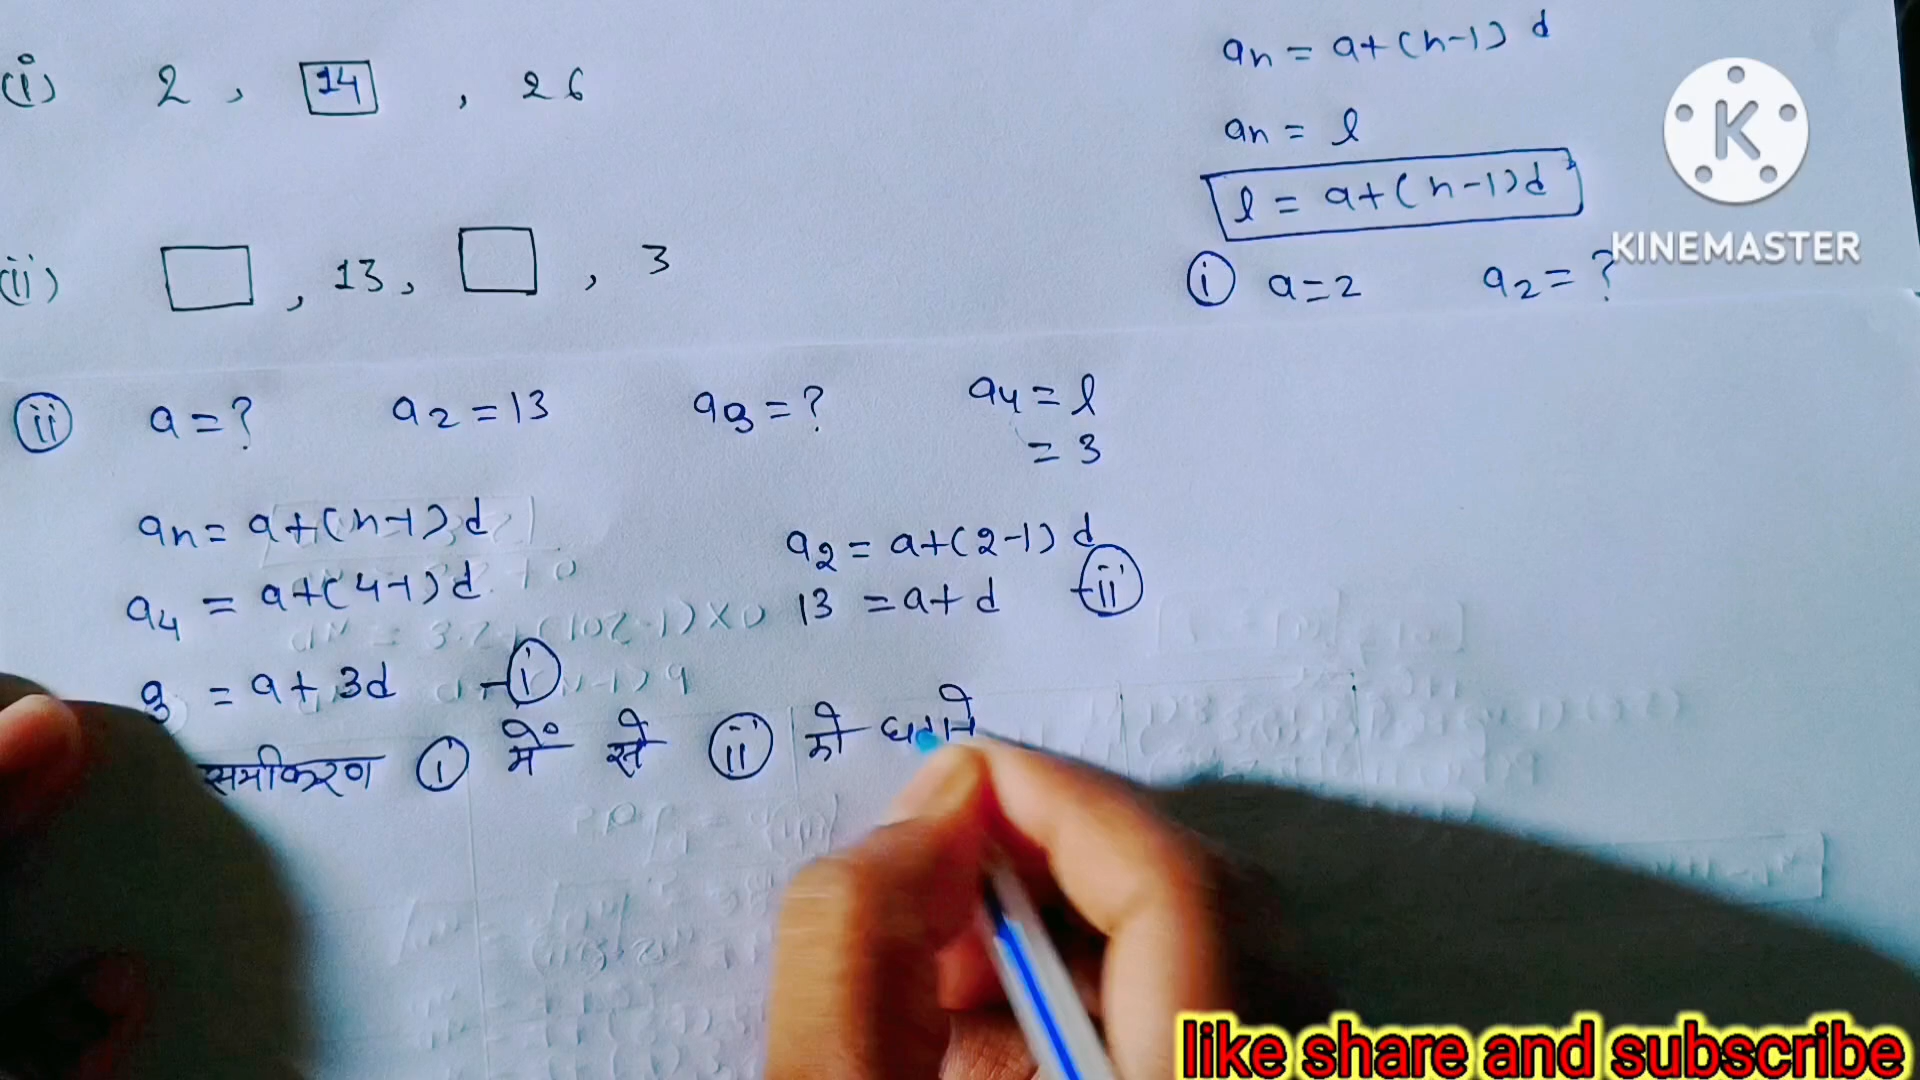 (i) 2 , 14 , 26
(ii) , 13 , , 3
an = a+(n-1) d
an = l
l = a+(n-1)d
(i) a=2 a2 = ?
KINEMASTER
(ii) a=? a2=13 a3=? a4=l
= 3
an= a+(n-1) d
a4 = a+(4-1)d
3 = a+ 3d -(i)
a2 = a+(2-1) d
13 = a+ d -(ii)
समीकरण (i) में से (ii) को घटाने
like share and subscribe